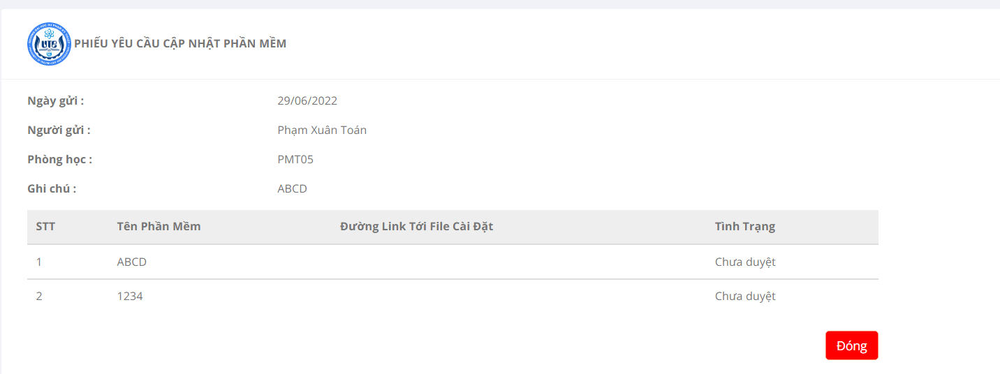 UTE
PHIẾU YÊU CẦU CẬP NHẬT PHẦN MỀM
Ngày gửi : 29/06/2022
Người gửi : Phạm Xuân Toán
Phòng học : PMT05
Ghi chú : ABCD
STT Tên Phần Mềm Đường Link Tới File Cài Đặt Tình Trạng
1 ABCD Chưa duyệt
2 1234 Chưa duyệt
Đóng